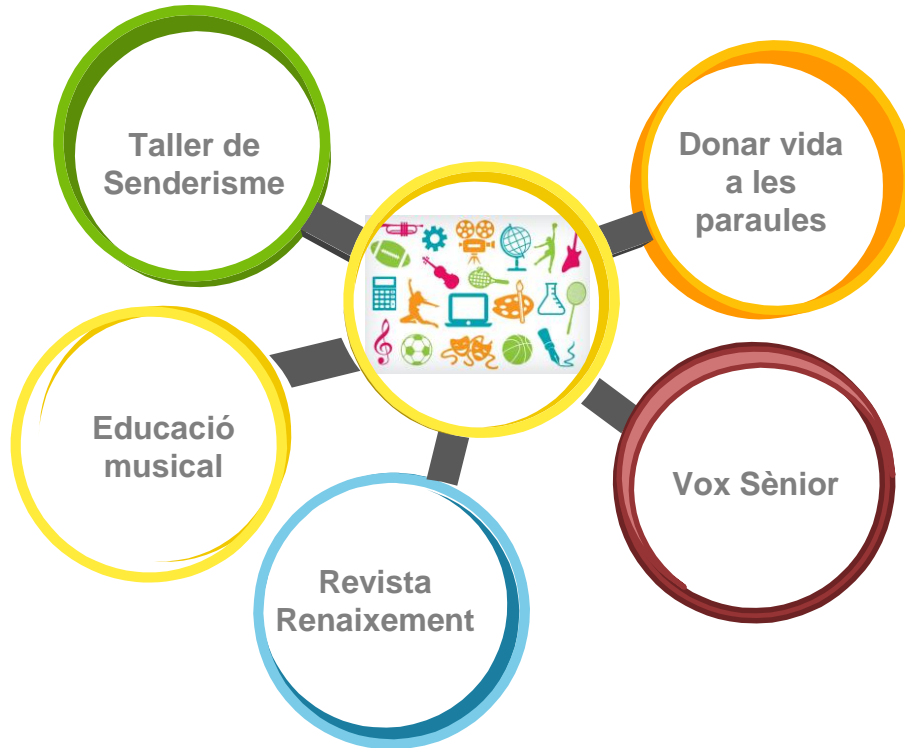 Taller de
Senderisme
Donar vida
a les
paraules
Educació
musical
Vox Sènior
Revista
Renaixement